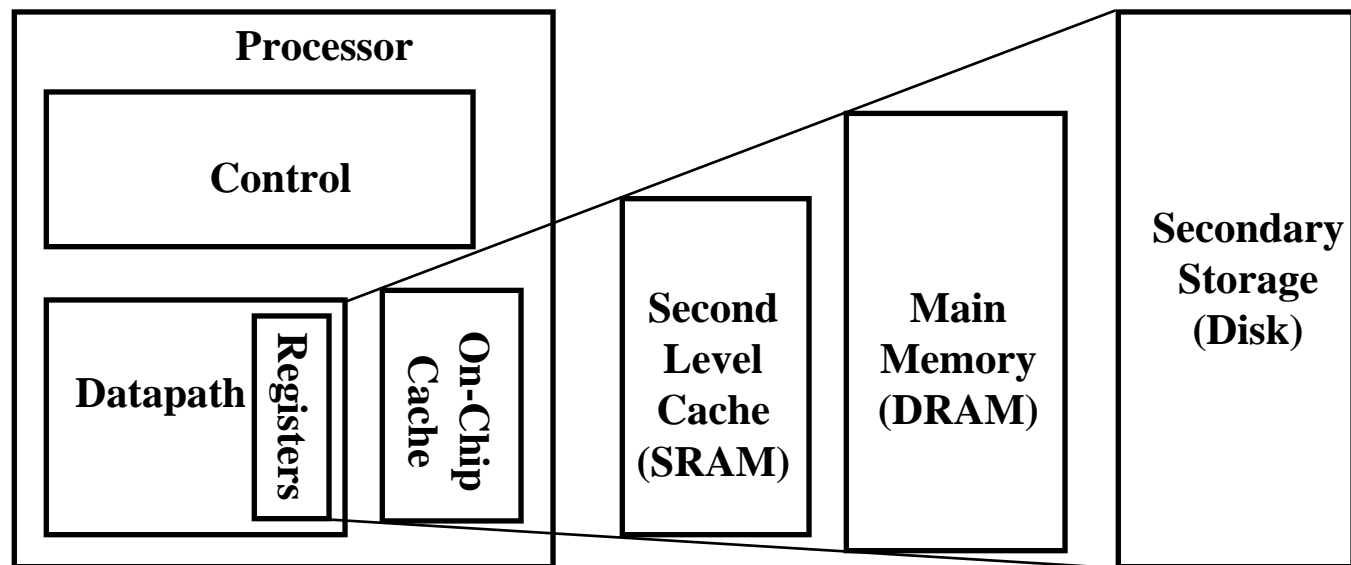 Processor
Control
Datapath
Registers
On-Chip
Cache
Second
Level
Cache
(SRAM)
Main
Memory
(DRAM)
Secondary
Storage
(Disk)